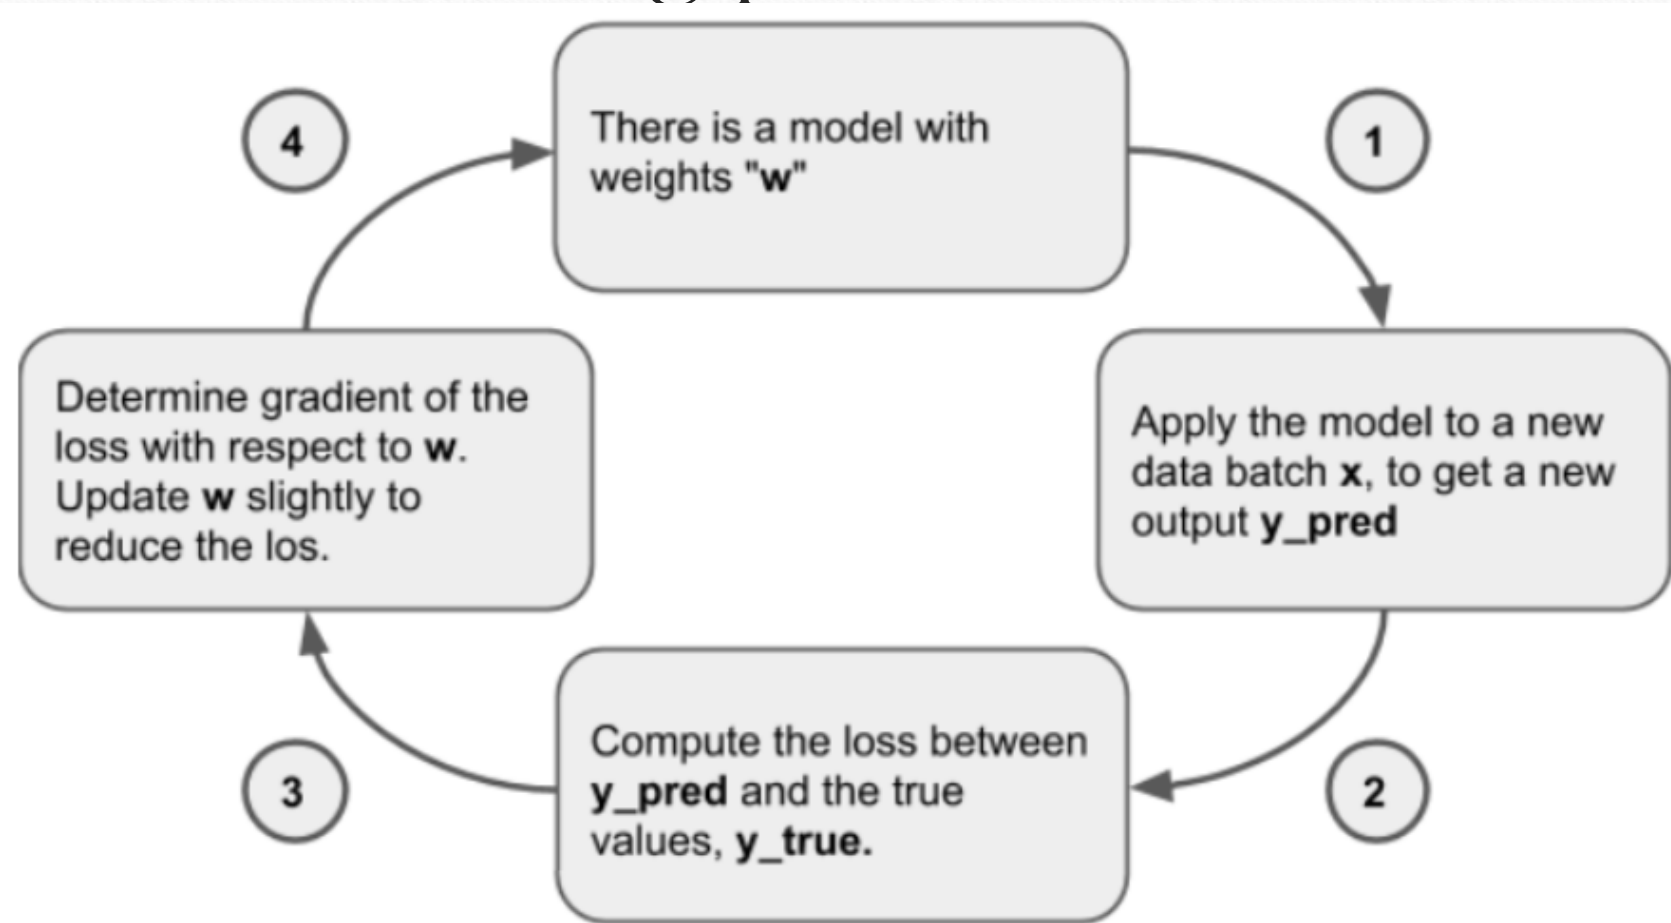 There is a model with
weights "w"
1
Apply the model to a new
data batch x, to get a new
output y_pred
2
Compute the loss between
y_pred and the true
values, y_true.
3
Determine gradient of the
loss with respect to w.
Update w slightly to
reduce the los.
4